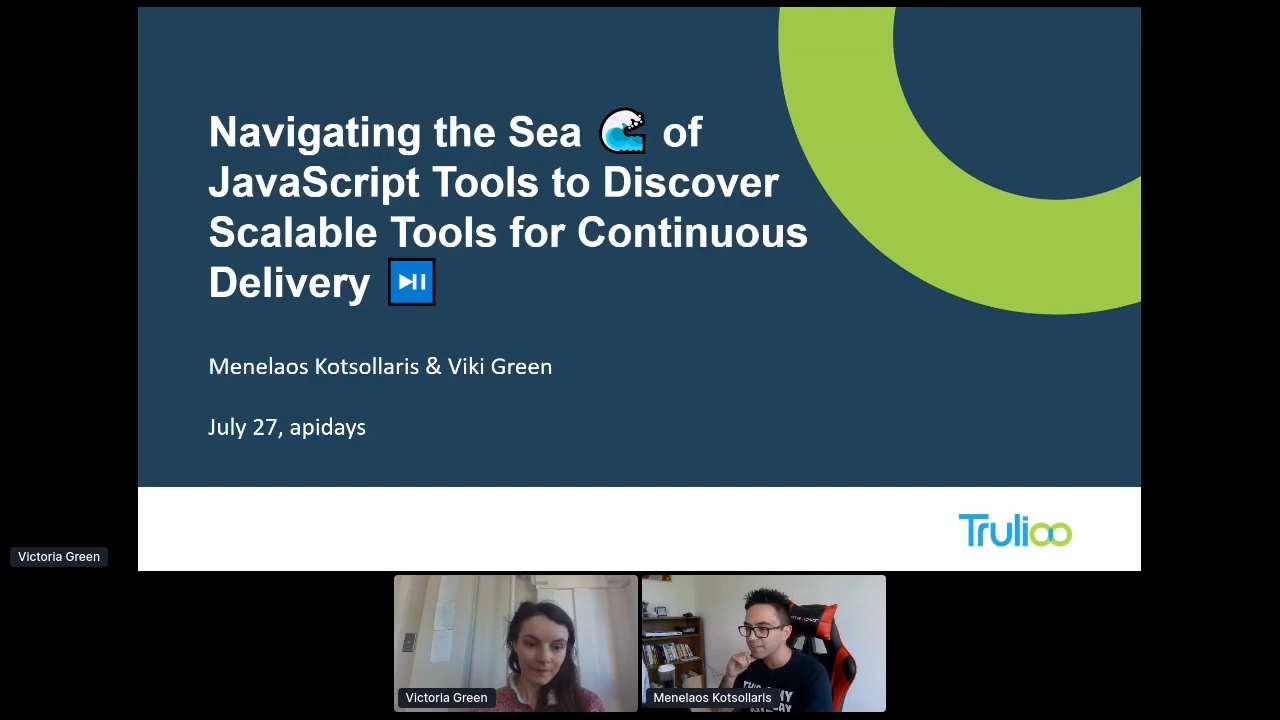 Navigating the Sea 🌊 of
JavaScript Tools to Discover
Scalable Tools for Continuous
Delivery ⏯
Menelaos Kotsollaris & Viki Green
July 27, apidays
Trulioo
Victoria Green
Victoria Green
Menelaos Kotsollaris